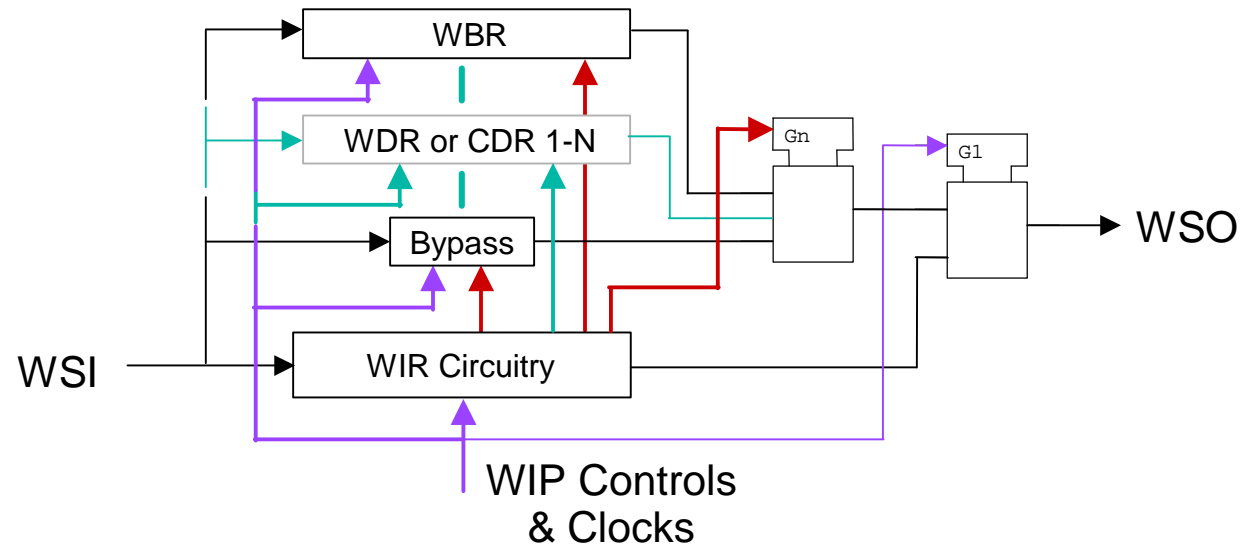 WBR
WDR or CDR 1-N
Gn
G1
Bypass
WSO
WSI
WIR Circuitry
WIP Controls
& Clocks